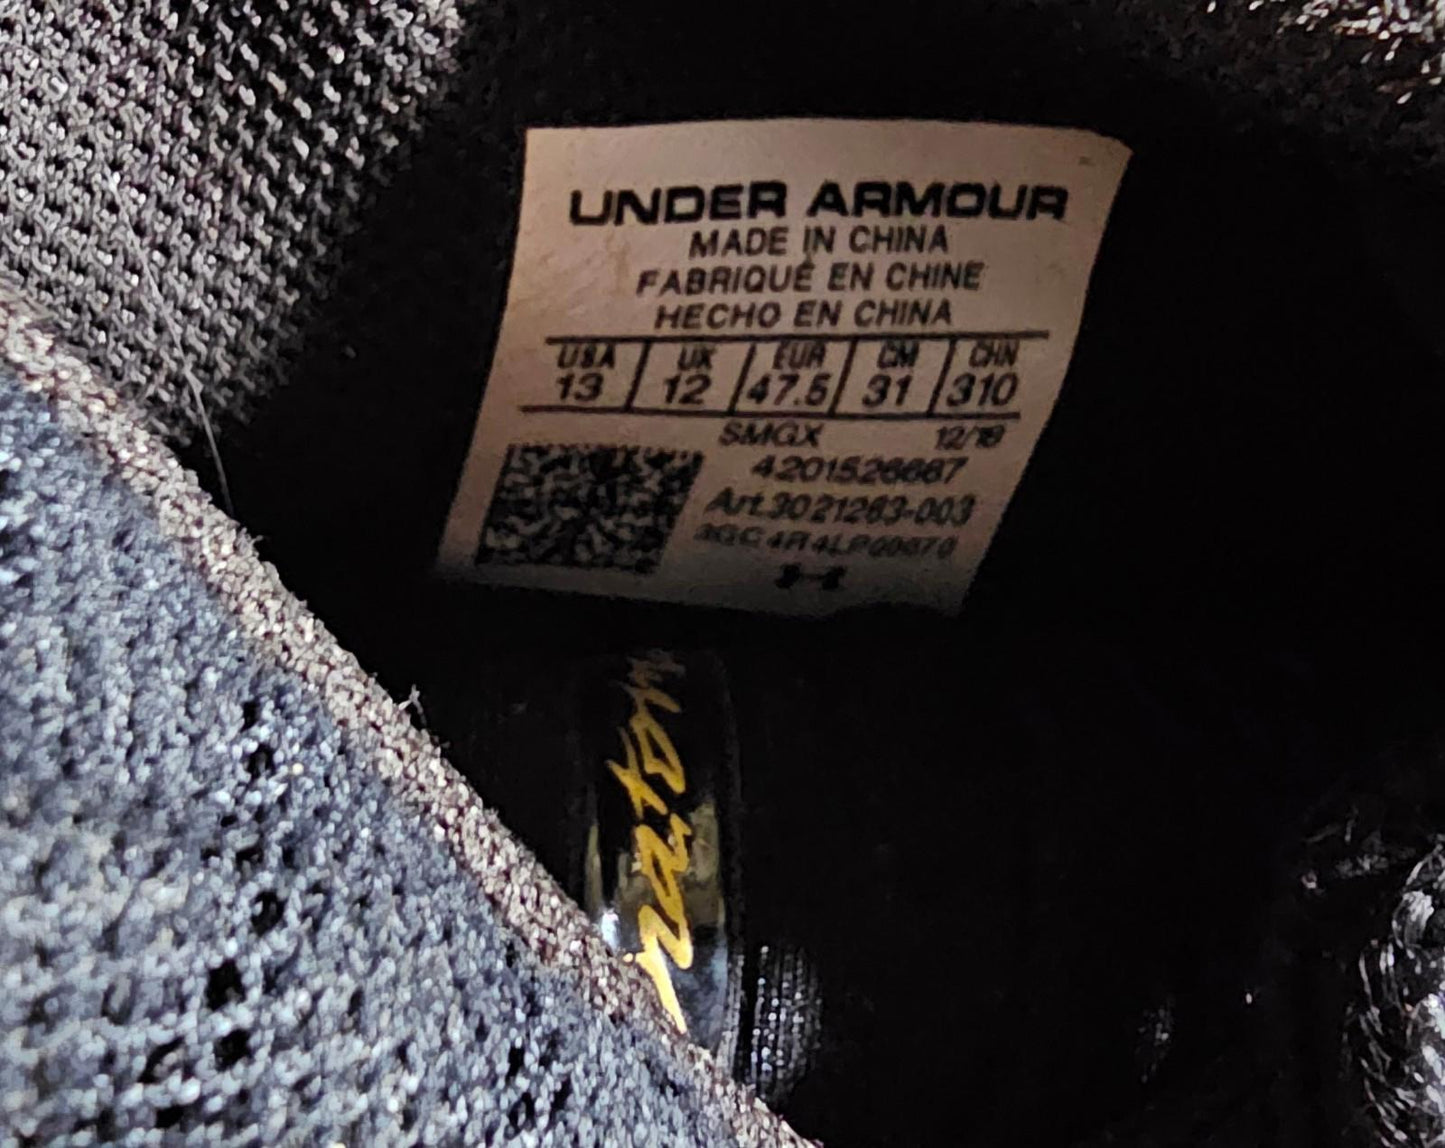 UNDER ARMOUR
MADE IN CHINA
FABRIQUÉ EN CHINE
HECHO EN CHINA
USA UK EUR CM CHN
13 12 47.5 31 310
SMGX 12/18
4201526667
Art.3021263-003